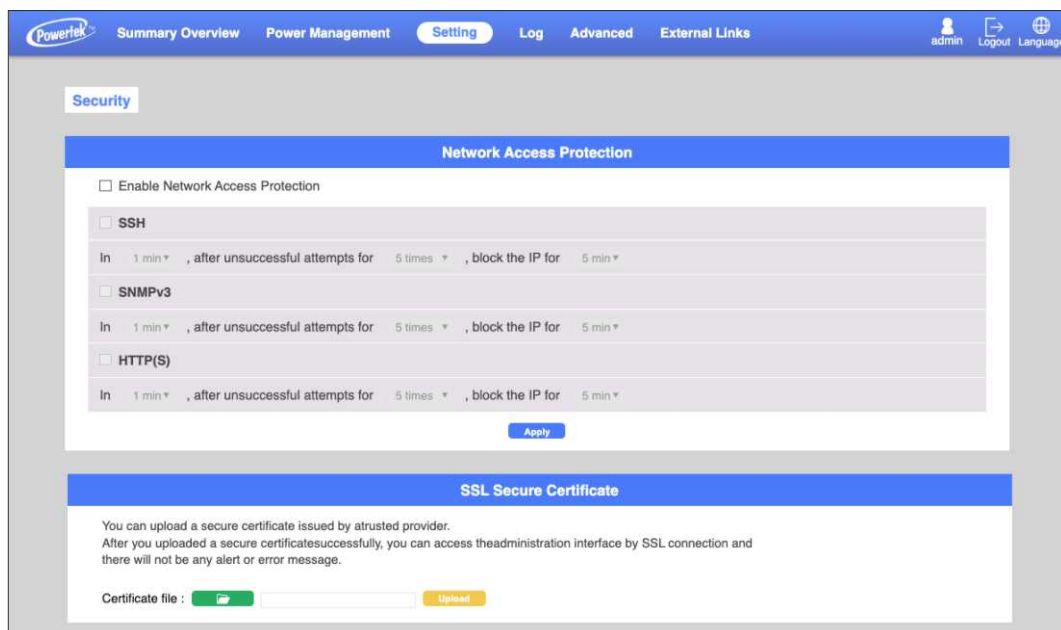 Powertek Summary Overview Power Management Setting Log Advanced External Links admin Logout Language
Security
Network Access Protection
Enable Network Access Protection
SSH
In 1 min , after unsuccessful attempts for 5 times , block the IP for 5 min
SNMPv3
In 1 min , after unsuccessful attempts for 5 times , block the IP for 5 min
HTTP(S)
In 1 min , after unsuccessful attempts for 5 times , block the IP for 5 min
Apply
SSL Secure Certificate
You can upload a secure certificate issued by atrusted provider.
After you uploaded a secure certificatesuccessfully, you can access theadministration interface by SSL connection and
there will not be any alert or error message.
Certificate file : Upload